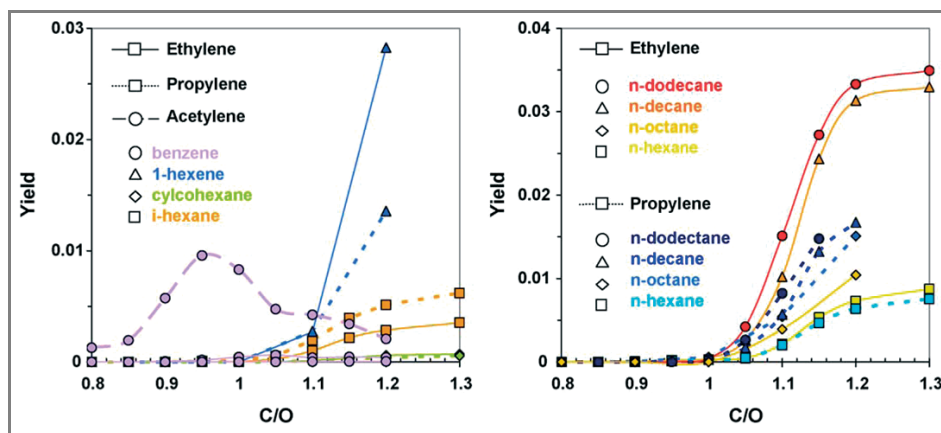 0.03
0.02
0.01
0
Yield
Ethylene
Propylene
Acetylene
benzene
1-hexene
cylcohexane
i-hexane
0.8 0.9 1 1.1 1.2 1.3
C/O
0.04
0.03
0.02
0.01
0
Yield
Ethylene
n-dodecane
n-decane
n-octane
n-hexane
Propylene
n-dodectane
n-decane
n-octane
n-hexane
0.8 0.9 1 1.1 1.2 1.3
C/O